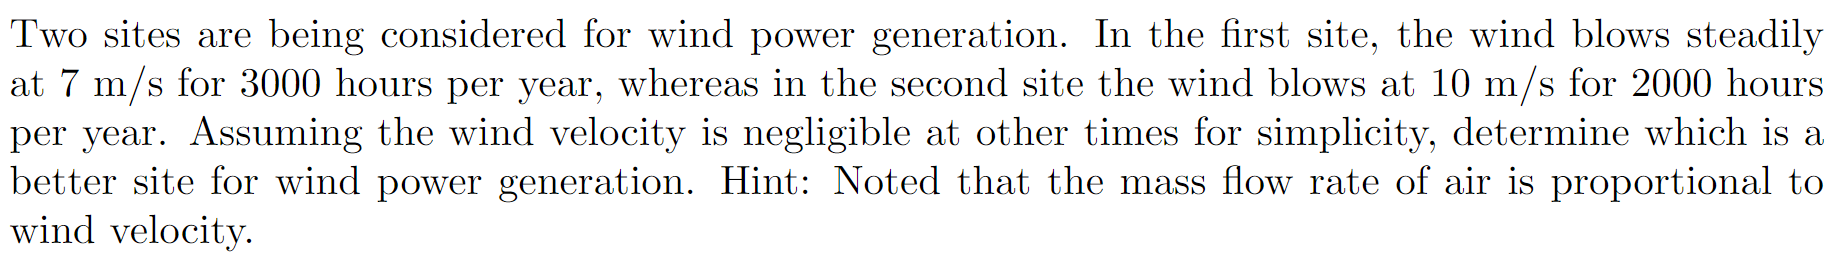 Two sites are being considered for wind power generation. In the first site, the wind blows steadily
at 7 m/s for 3000 hours per year, whereas in the second site the wind blows at 10 m/s for 2000 hours
per year. Assuming the wind velocity is negligible at other times for simplicity, determine which is a
better site for wind power generation. Hint: Noted that the mass flow rate of air is proportional to
wind velocity.